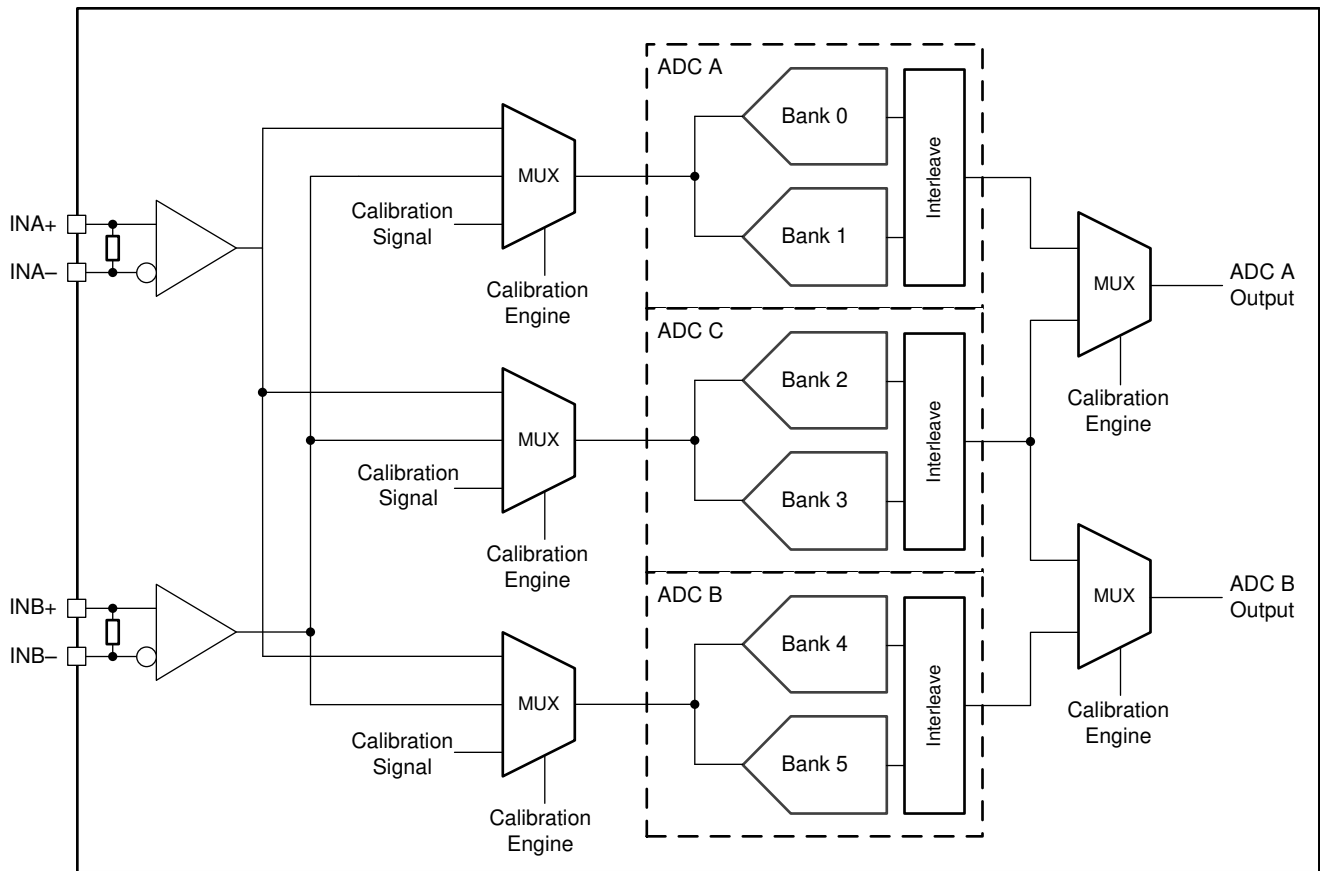 ADC A
Bank 0
Interleave
MUX
INA+
Calibration
Signal
Bank 1
INA–
ADC A
Output
MUX
Calibration
Engine
ADC C
Bank 2
Interleave
Calibration
Engine
MUX
Calibration
Signal
Bank 3
Calibration
Engine
ADC B
INB+
Bank 4
Interleave
MUX
ADC B
Output
INB–
MUX
Calibration
Signal
Bank 5
Calibration
Engine
Calibration
Engine